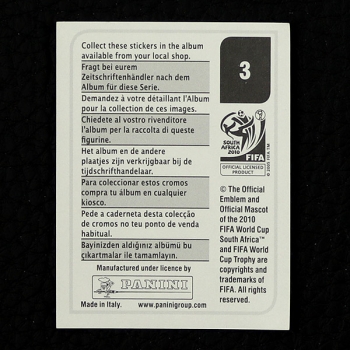 Collect these stickers in the album
available from your local shop.
Fragt bei eurem
Zeitschriftenhändler nach dem
Album für diese Serie.
Demandez à votre détaillant l'Album
pour la collection de ces images.
Chiedete al vostro rivenditore
l'album per la raccolta di queste
figurine.
Het album en de andere
plaatjes zijn verkrijgbaar bij de
tijdschrifthandelaar.
Para coleccionar estos cromos
compra tu álbum en cualquier
kiosco.
Pede a caderneta desta colecção
de cromos no teu ponto de venda
habitual.
Bayinizden aldığınız albümü bu
çıkartmalar ile tamamlayın.
Manufactured under licence by
PANINI
Made in Italy.
www.paninigroup.com
3
SOUTH AFRICA
2010
FIFA
OFFICIAL LICENSED
PRODUCT
© The Official
Emblem and
Official Mascot
of the 2010
FIFA World Cup
South Africa™
and FIFA World
Cup Trophy are
copyrights and
trademarks of
FIFA. All rights
reserved.